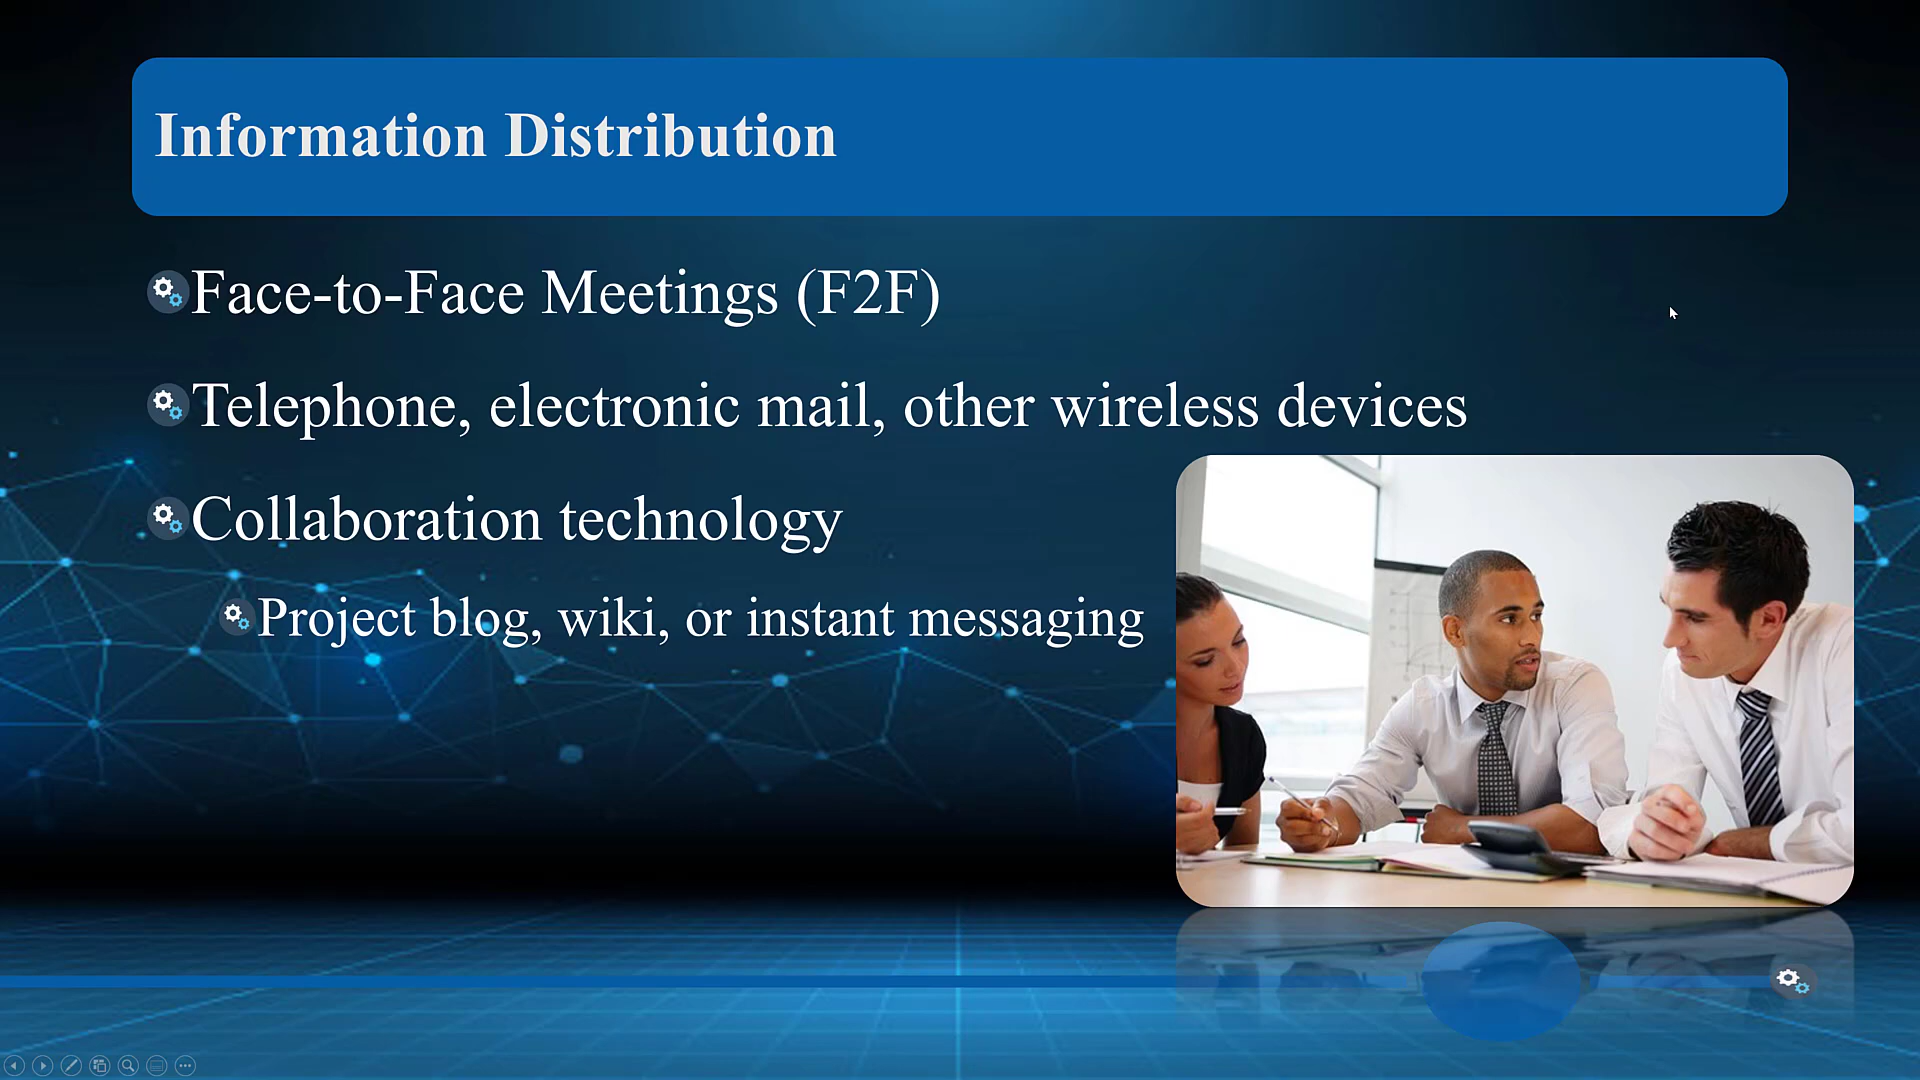 Information Distribution
Face-to-Face Meetings (F2F)
Telephone, electronic mail, other wireless devices
Collaboration technology
Project blog, wiki, or instant messaging